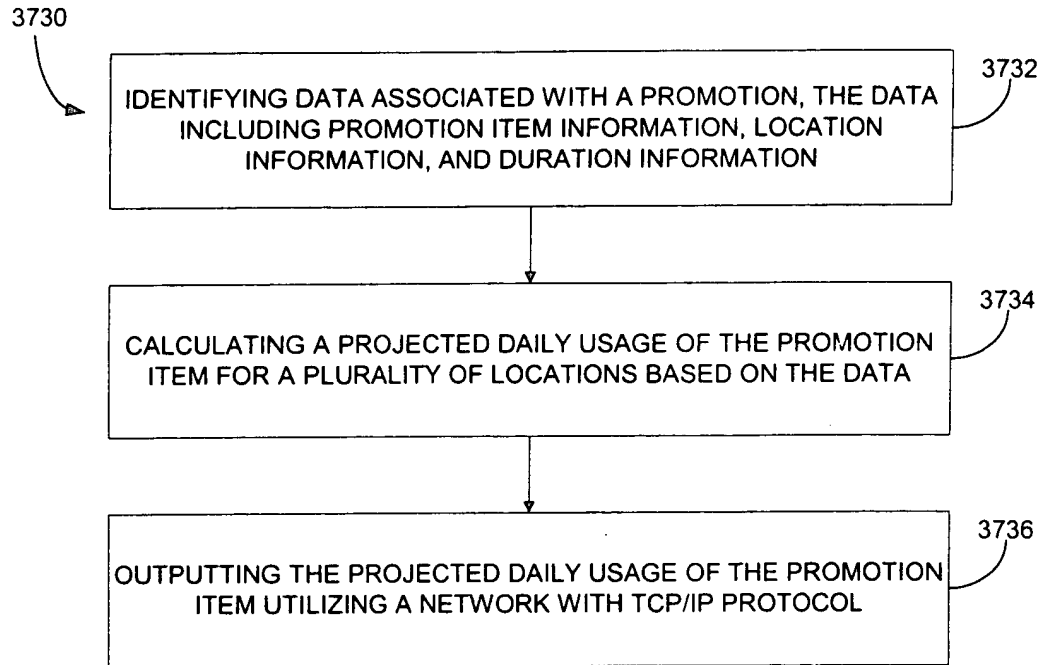 3730
3732
IDENTIFYING DATA ASSOCIATED WITH A PROMOTION, THE DATA
INCLUDING PROMOTION ITEM INFORMATION, LOCATION
INFORMATION, AND DURATION INFORMATION
3734
CALCULATING A PROJECTED DAILY USAGE OF THE PROMOTION
ITEM FOR A PLURALITY OF LOCATIONS BASED ON THE DATA
3736
OUTPUTTING THE PROJECTED DAILY USAGE OF THE PROMOTION
ITEM UTILIZING A NETWORK WITH TCP/IP PROTOCOL